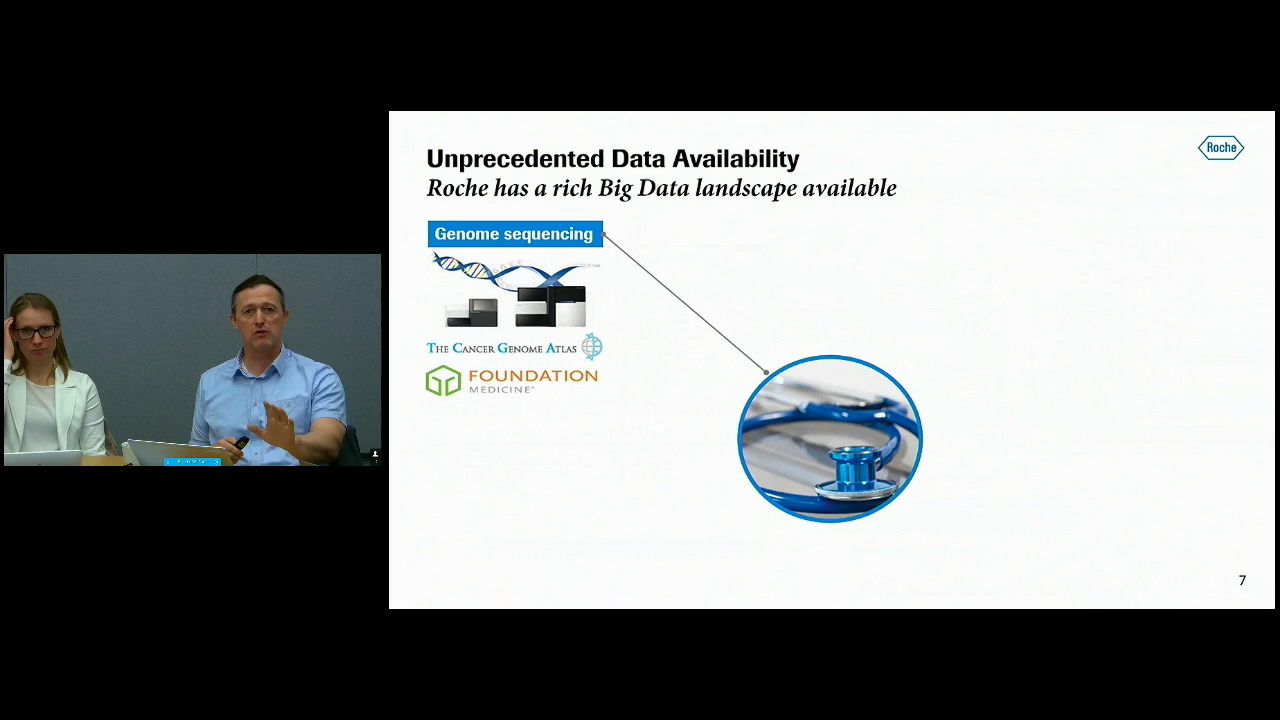 Unprecedented Data Availability
Roche has a rich Big Data landscape available
Roche
Genome sequencing
THE CANCER GENOME ATLAS
FOUNDATION
MEDICINE
7